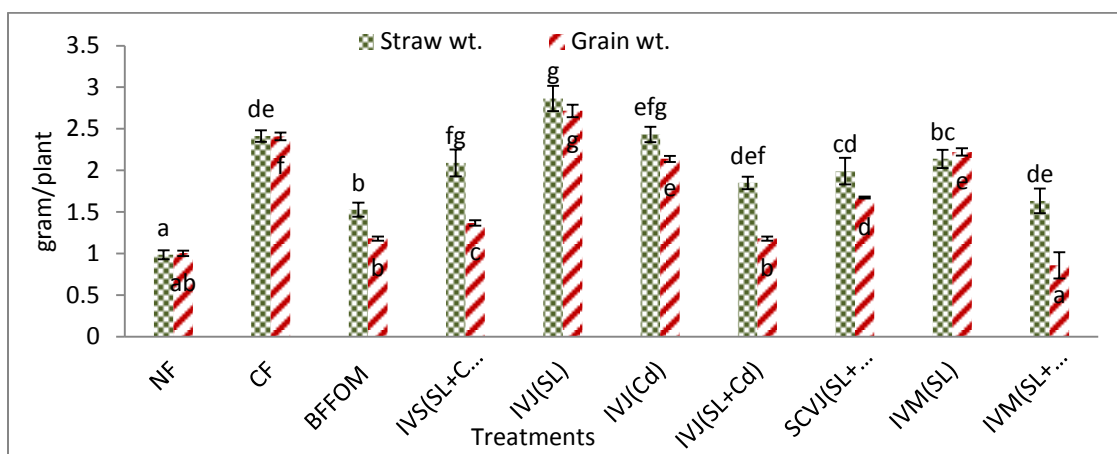 Straw wt. Grain wt.
gram/plant
3.5
3
2.5
2
1.5
1
0.5
0
a
ab
de
f
b
b
fg
c
g
g
efg
e
def
b
cd
d
bc
e
de
a
NF
CF
BFFOM
IVS(SL+C...
IVJ(SL)
IVJ(Cd)
IVJ(SL+Cd)
SCVJ(SL+...
IVM(SL)
IVM(SL+...
Treatments